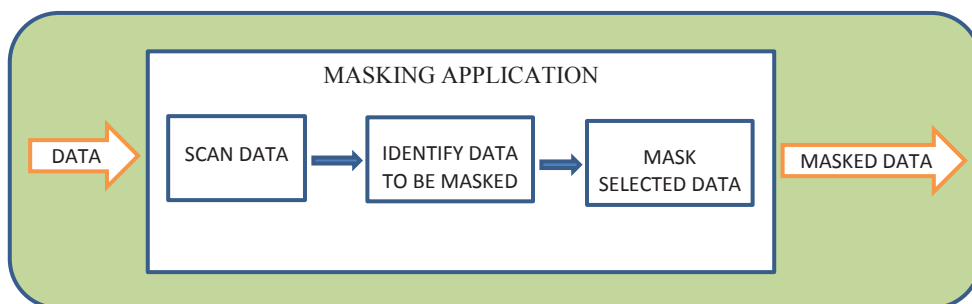 MASKING APPLICATION
DATA
SCAN DATA
IDENTIFY DATA
TO BE MASKED
MASK
SELECTED DATA
MASKED DATA